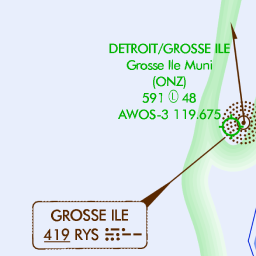 DETROIT/GROSSE ILE
Grosse Ile Muni
(ONZ)
591 Ⓛ 48
AWOS-3 119.675
GROSSE ILE
419 RYS